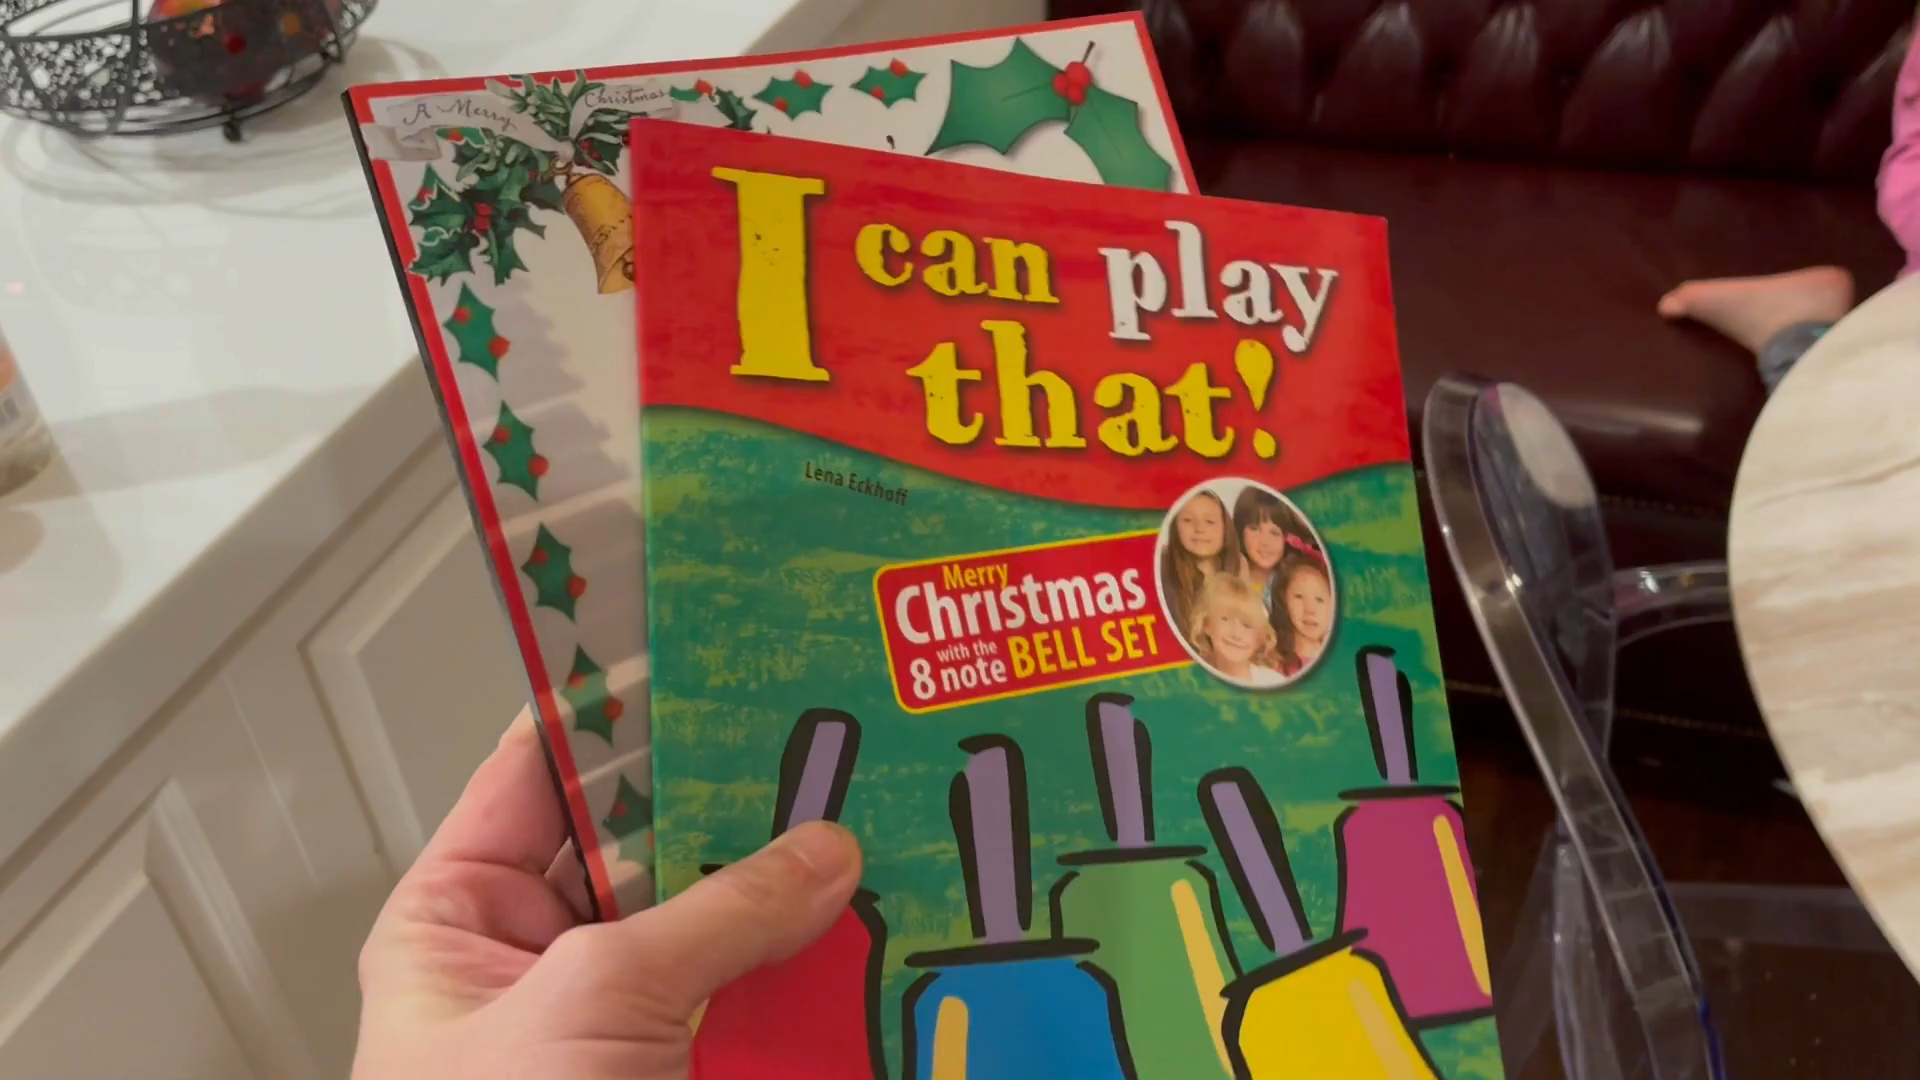 A Merry Christmas
I can play
that!
Lena Eckhoff
Merry
Christmas
with the
8 note BELL SET